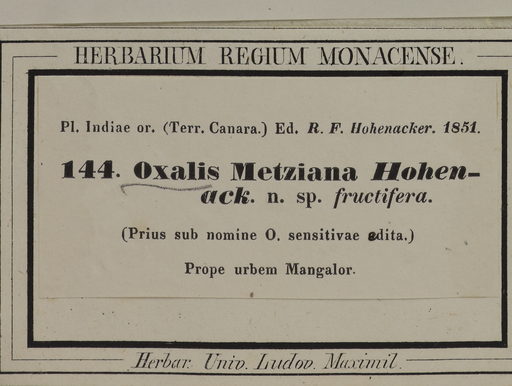 HERBARIUM REGIUM MONACENSE.
Pl. Indiae or. (Terr. Canara.) Ed. R. F. Hohenacker. 1851.
144. Oxalis Metziana Hohen-
ack. n. sp. fructifera.
(Prius sub nomine O. sensitivae edita.)
Prope urbem Mangalor.
Herbar. Univ. Ludov. Maximil.